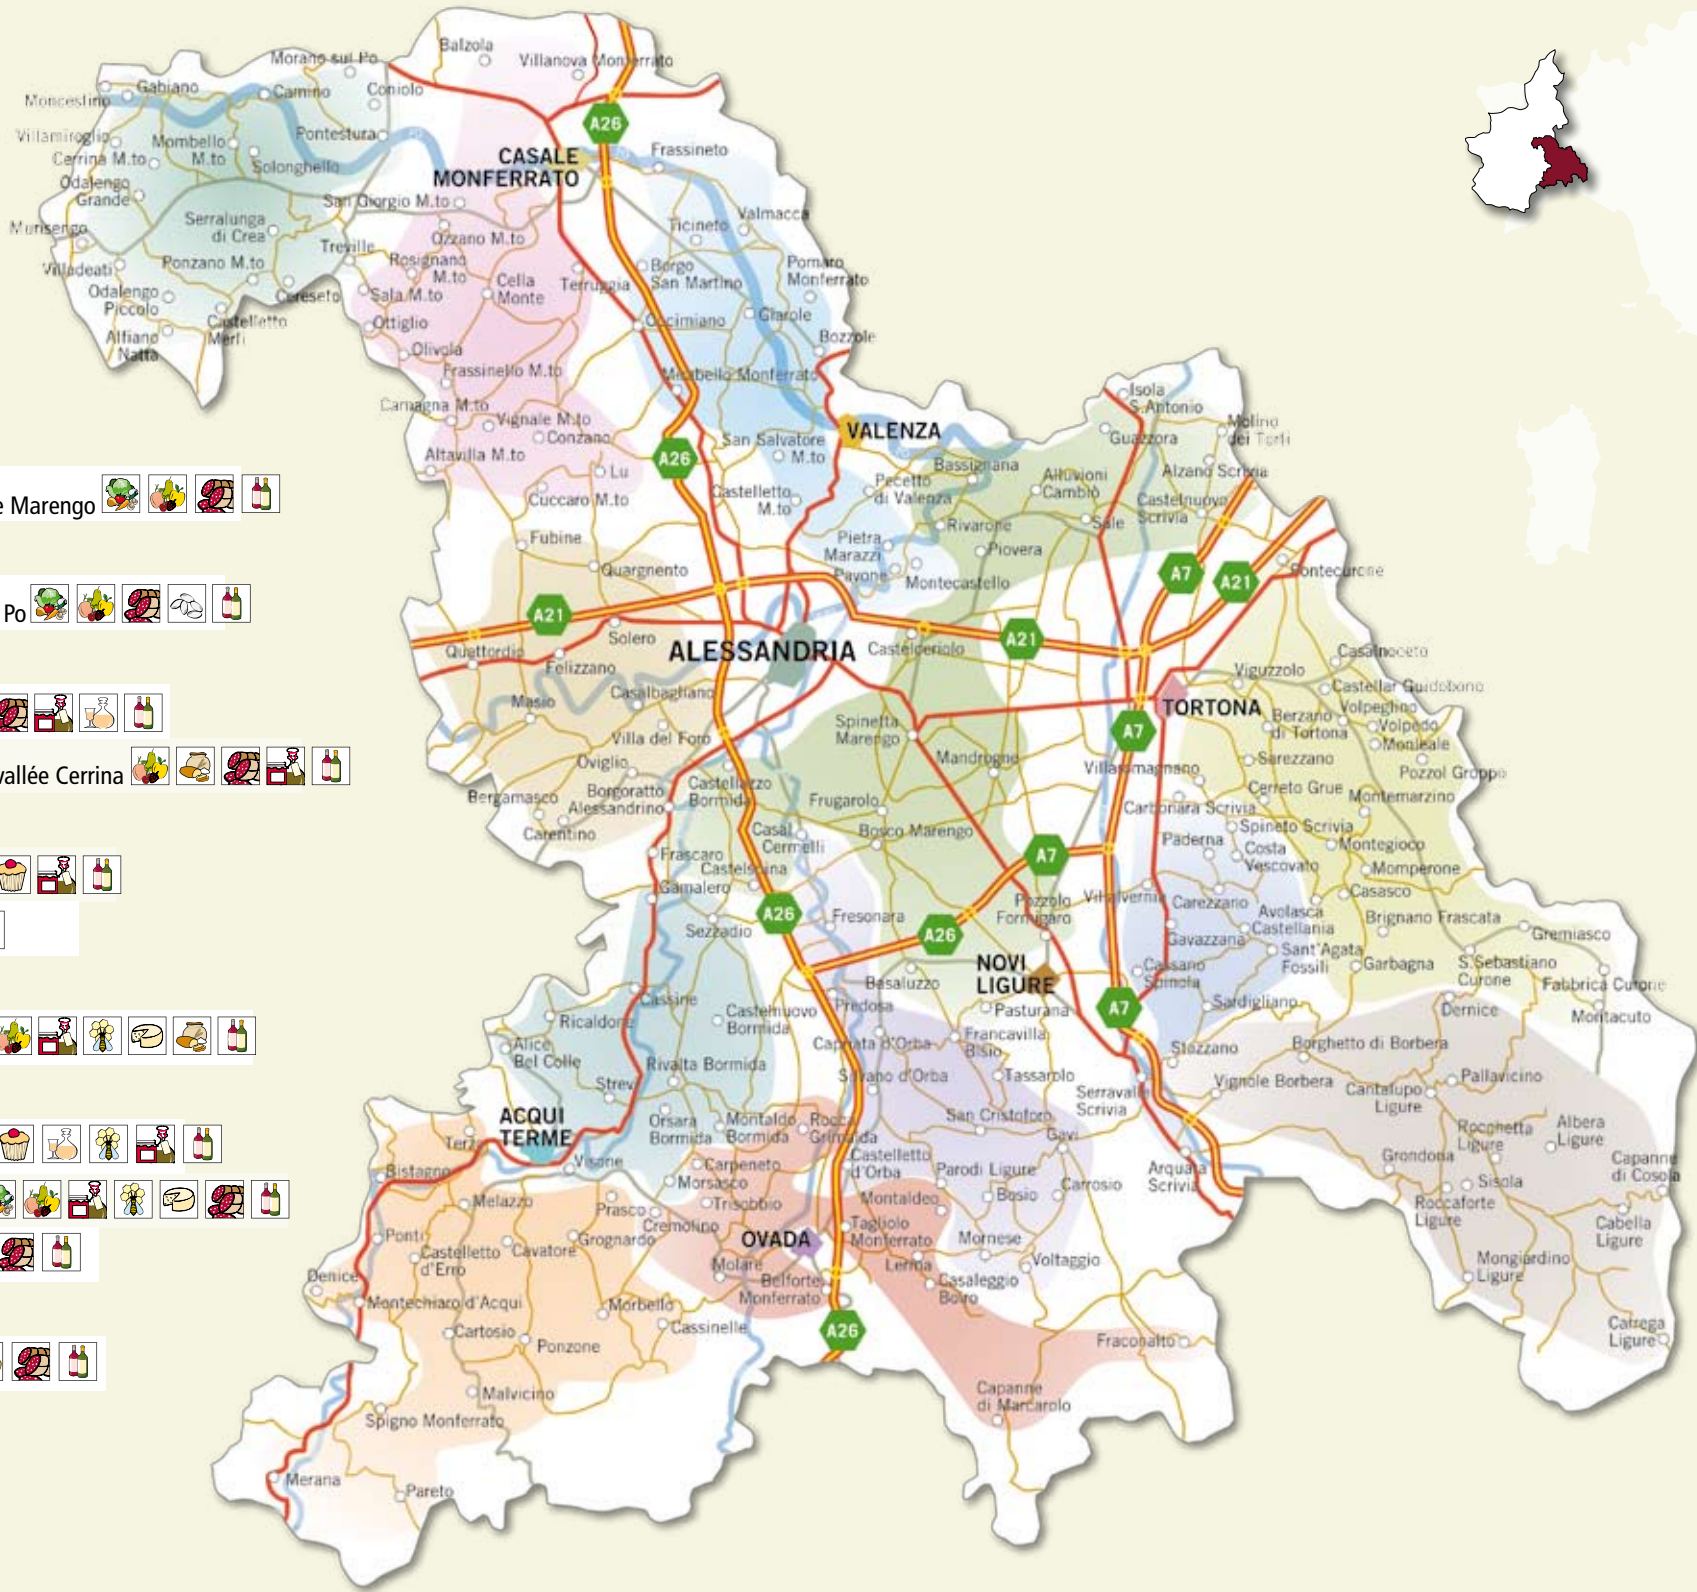 Balzola
Morano sul Po
Villanova Monferrato
Gabiano
Camino
Coniolo
Moncestino
A26
Villamiroglio
Mombello
M.to
Pontestura
Cerrina M.to
Solonghello
CASALE
MONFERRATO
Frassineto
Odalengo
Grande
San Giorgio M.to
Serralunga
di Crea
Valmacca
Ticineto
Murisengo
Treville
Ozzano M.to
Villadeati
Ponzano M.to
Rosignano
M.to
Cella
Monte
Terruggia
Borgo
San Martino
Pomaro
Monferrato
Odalengo
Piccolo
Cereseto
Sala M.to
Castelletto
Merli
Ottiglio
Occimiano
Giarole
Alfiano
Natta
Olivola
Bozzole
Frassinello M.to
Mirabello Monferrato
Camagna M.to
Vignale M.to
Conzano
Isola
S.Antonio
Molino
dei Torti
Guazzora
VALENZA
San Salvatore
M.to
Altavilla M.to
A26
Lu
Bassignana
Alluvioni
Cambiò
Alzano Scrivia
Cuccaro M.to
Castelletto
M.to
Pecetto
di Valenza
Castelnuovo
Scrivia
e Marengo
Rivarone
Sale
Fubine
Pietra
Marazzi
Piovera
Quargnento
Pavone
Montecastello
A7
A21
Pontecurone
Po
A21
Solero
A21
Quattordio
Felizzano
ALESSANDRIA
Castelceriolo
Casalnoceto
Viguzzolo
Castellar Guidobono
Masio
Casalbagliano
TORTONA
Volpeglino
Berzano
di Tortona
Volpedo
Spinetta
Marengo
A7
Monleale
Villa del Foro
Mandrogne
Sarezzano
Oviglio
Villaromagnano
Pozzol Groppo
vallée Cerrina
Castellazzo
Bormida
Cerreto Grue
Montemarzino
Bergamasco
Borgoratto
Alessandrino
Frugarolo
Carbonara Scrivia
Carentino
Casal
Cermelli
Bosco Marengo
Spineto Scrivia
Paderna
Costa
Vescovato
Montegioco
Frascaro
A7
Momperone
Castelspina
Gamalero
Casasco
Pozzolo
Formigaro
Villalvernia
Carezzano
Avolasca
A26
Fresonara
A26
Castellania
Brignano Frascata
Sezzadio
Gavazzana
Gremiasco
NOVI
LIGURE
Sant'Agata
Fossili
Garbagna
S.Sebastiano
Curone
Cassano
Spinola
Basaluzzo
Fabbrica Curone
Cassine
Predosa
Pasturana
A7
Sardigliano
Dernice
Montacuto
Ricaldone
Castelnuovo
Bormida
Francavilla
Bisio
Capriata d'Orba
Alice
Bel Colle
Stazzano
Borghetto di Borbera
Rivalta Bormida
Silvano d'Orba
Tassarolo
Vignole Borbera
Pallavicino
Strevi
Serravalle
Scrivia
Cantalupo
Ligure
ACQUI
TERME
Orsara
Bormida
Montaldo
Bormida
Rocca
Grimalda
San Cristoforo
Rocchetta
Ligure
Albera
Ligure
Terzo
Gavi
Visone
Carpeneto
Castelletto
d'Orba
Parodi Ligure
Arquata
Scrivia
Grondona
Capanne
di Cosola
Bistagno
Morsasco
Bosio
Carrosio
Sisola
Melazzo
Trisobbio
Montaldeo
Roccaforte
Ligure
Prasco
Cremolino
Cabella
Ligure
Ponti
OVADA
Tagliolo
Monferrato
Mornese
Castelletto
d'Erro
Cavatore
Grognardo
Voltaggio
Mongiardino
Ligure
Molare
Lerma
Denice
Belforte
Monferrato
Casaleggio
Boiro
Montechiaro d'Acqui
Morbello
Carrega
Ligure
Cartosio
Cassinelle
A26
Ponzone
Fraconalto
Malvicino
Capanne
di Marcarolo
Spigno Monferrato
Merana
Pareto